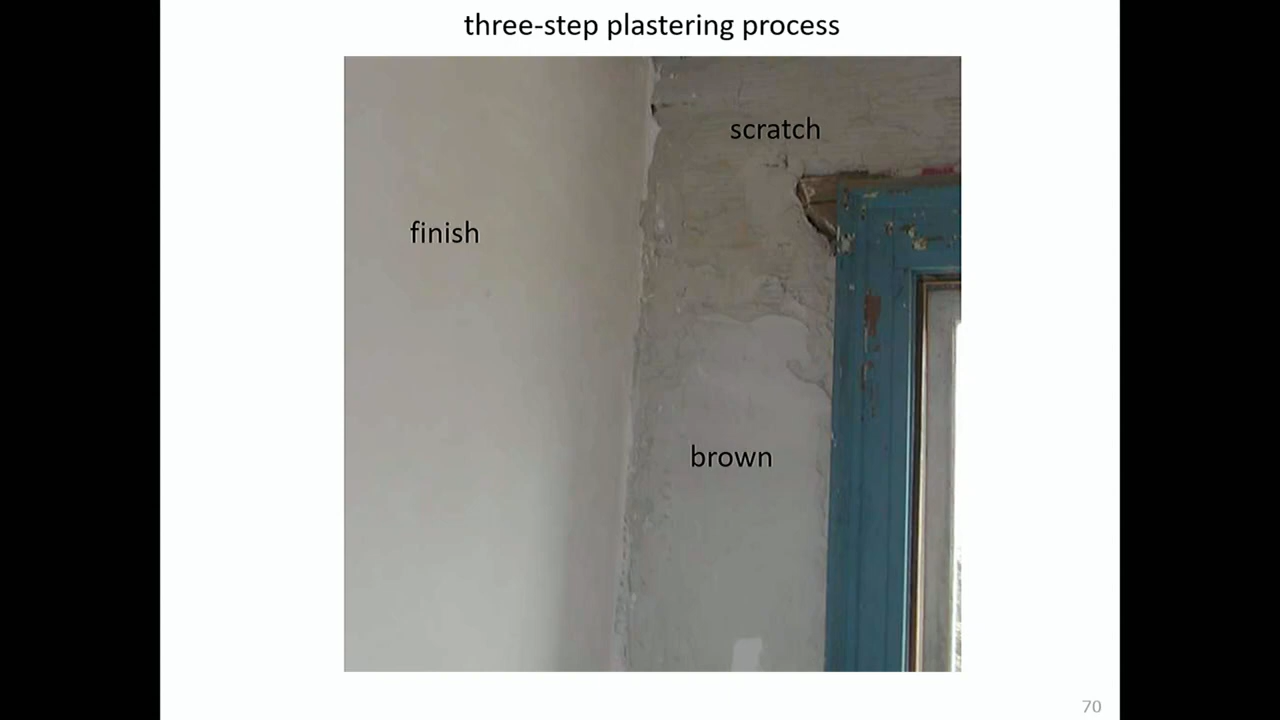 three-step plastering process
scratch
finish
brown
70